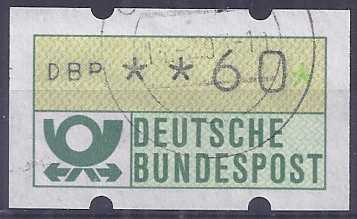 DBP **60*
DEUTSCHE
BUNDESPOST